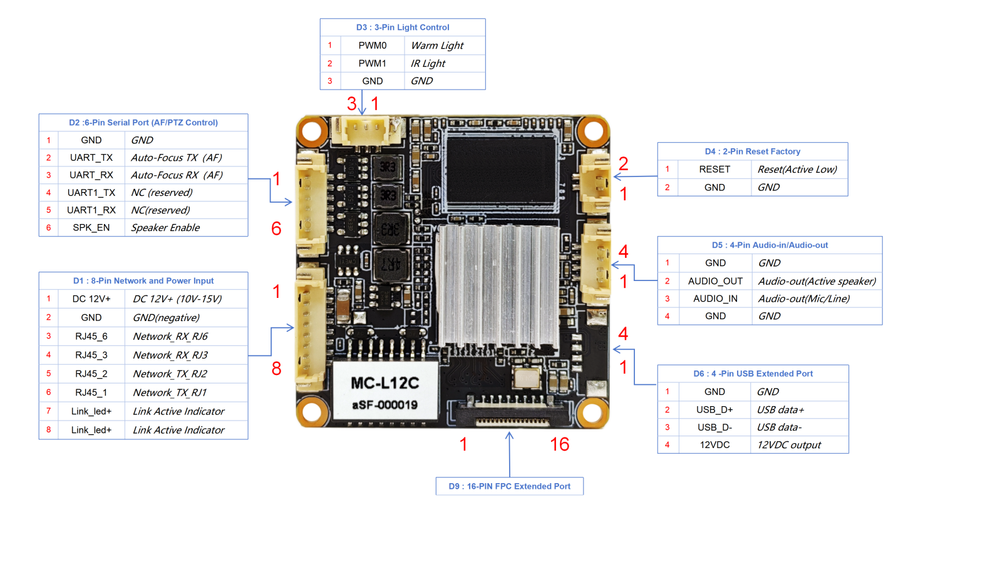 D3 : 3-Pin Light Control
1 PWM0 Warm Light
2 PWM1 IR Light
3 GND GND
3 1
D2 :6-Pin Serial Port (AF/PTZ Control)
1 GND GND
2 UART_TX Auto-Focus TX (AF)
3 UART_RX Auto-Focus RX (AF)
4 UART1_TX NC (reserved)
5 UART1_RX NC(reserved)
6 SPK_EN Speaker Enable
1
6
D1 : 8-Pin Network and Power Input
1 DC 12V+ DC 12V+ (10V-15V)
2 GND GND(negative)
3 RJ45_6 Network_RX_RJ6
4 RJ45_3 Network_RX_RJ3
5 RJ45_2 Network_TX_RJ2
6 RJ45_1 Network_TX_RJ1
7 Link_led+ Link Active Indicator
8 Link_led+ Link Active Indicator
1
8
3R3
3R3
3R3
4R7
MC-L12C
aSF-000019
D4 : 2-Pin Reset Factory
1 RESET Reset(Active Low)
2 GND GND
2
1
D5 : 4-Pin Audio-in/Audio-out
1 GND GND
2 AUDIO_OUT Audio-out(Active speaker)
3 AUDIO_IN Audio-out(Mic/Line)
4 GND GND
4
1
D6 : 4 -Pin USB Extended Port
1 GND GND
2 USB_D+ USB data+
3 USB_D- USB data-
4 12VDC 12VDC output
4
1
1 16
D9 : 16-PIN FPC Extended Port